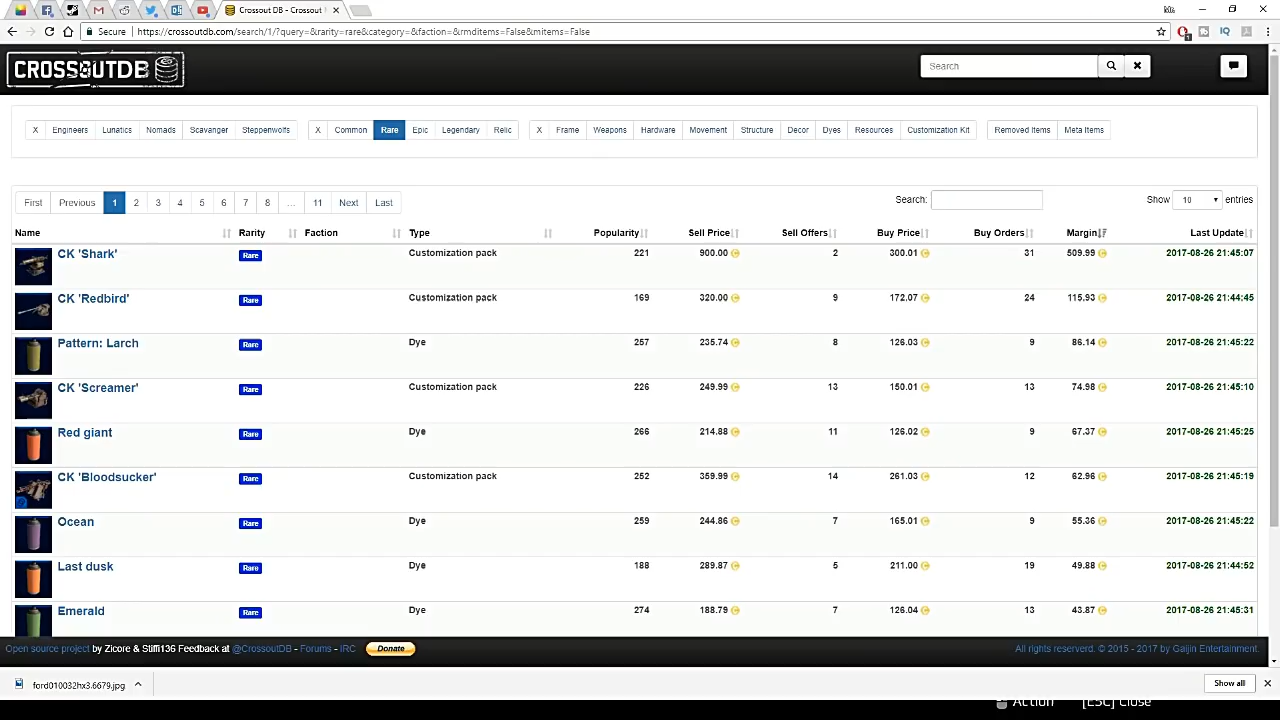 Crossout DB - Crossout
Secure https://crossoutdb.com/search/1/?query=&rarity=rare&category=&faction=&rmditems=False&mitems=False
CROSSOUTDB
Search
X Engineers Lunatics Nomads Scavanger Steppenwolfs X Common Rare Epic Legendary Relic X Frame Weapons Hardware Movement Structure Decor Dyes Resources Customization Kit Removed Items Meta Items
First Previous 1 2 3 4 5 6 7 8 ... 11 Next Last Search: Show 10 entries
Name Rarity Faction Type Popularity Sell Price Sell Offers Buy Price Buy Orders Margin Last Update
CK 'Shark' Rare Customization pack 221 900.00 2 300.01 31 509.99 2017-08-26 21:45:07
CK 'Redbird' Rare Customization pack 169 320.00 9 172.07 24 115.93 2017-08-26 21:44:45
Pattern: Larch Rare Dye 257 235.74 8 126.03 9 86.14 2017-08-26 21:45:22
CK 'Screamer' Rare Customization pack 226 249.99 13 150.01 13 74.98 2017-08-26 21:45:10
Red giant Rare Dye 266 214.88 11 126.02 9 67.37 2017-08-26 21:45:25
CK 'Bloodsucker' Rare Customization pack 252 359.99 14 261.03 12 62.96 2017-08-26 21:45:19
Ocean Rare Dye 259 244.86 7 165.01 9 55.36 2017-08-26 21:45:22
Last dusk Rare Dye 188 289.87 5 211.00 19 49.88 2017-08-26 21:44:52
Emerald Rare Dye 274 188.79 7 126.04 13 43.87 2017-08-26 21:45:31
Open source project by Zicore & Stiffi136 Feedback at @CrossoutDB - Forums - IRC Donate All rights reserverd. © 2015 - 2017 by Gaijin Entertainment.
ford010032hx3.6679.jpg Show all
Action [ESC] Close